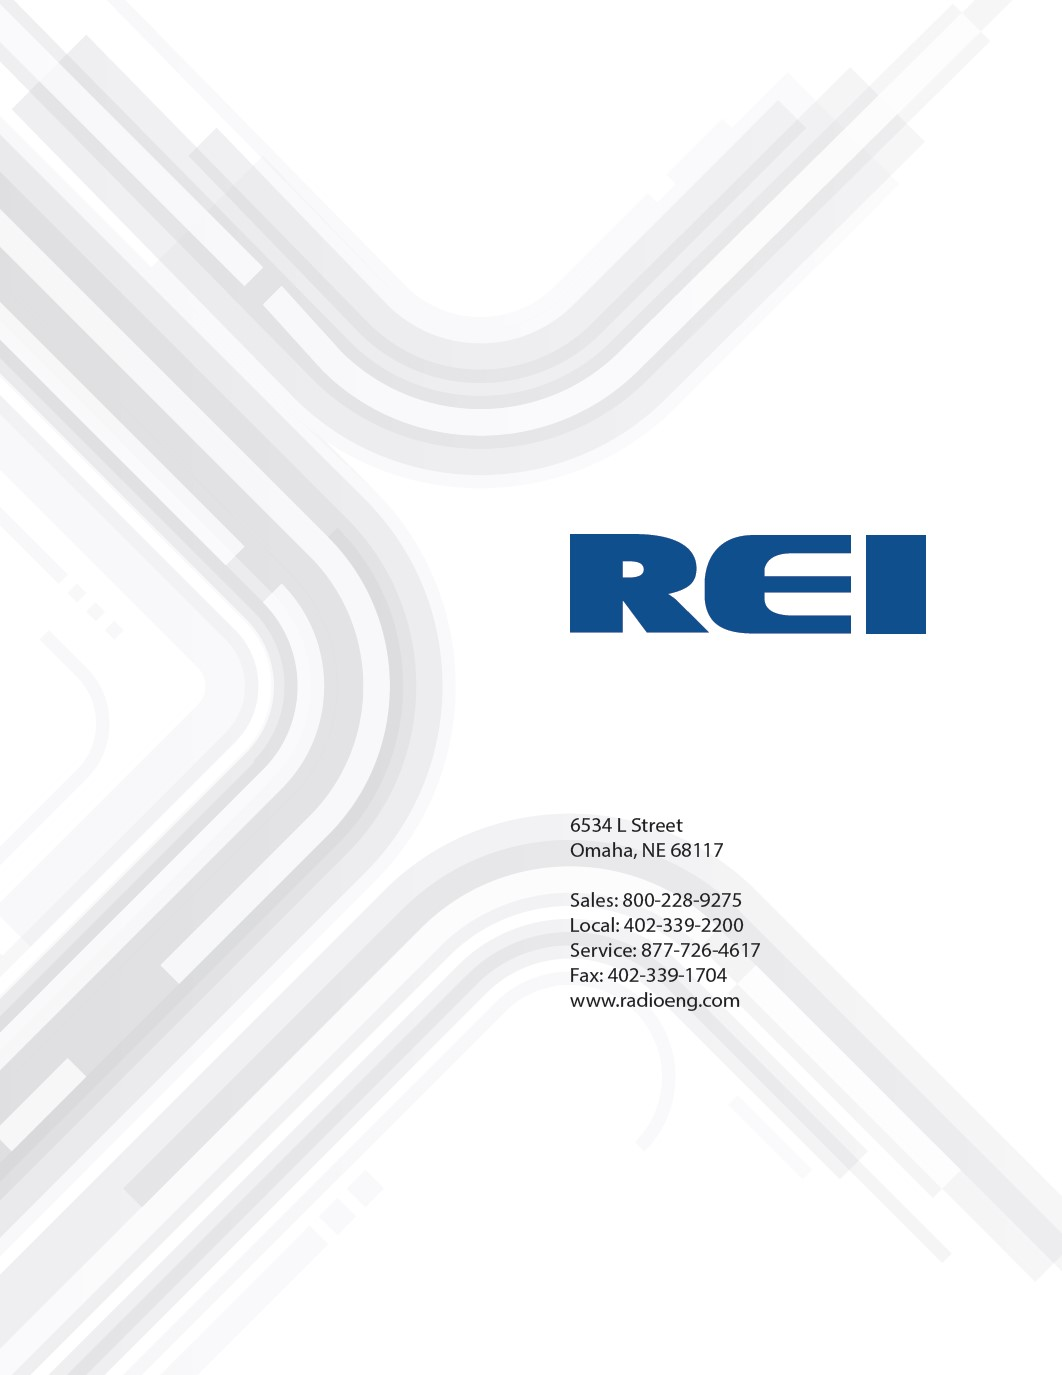 REI
6534 L Street
Omaha, NE 68117
Sales: 800-228-9275
Local: 402-339-2200
Service: 877-726-4617
Fax: 402-339-1704
www.radioeng.com